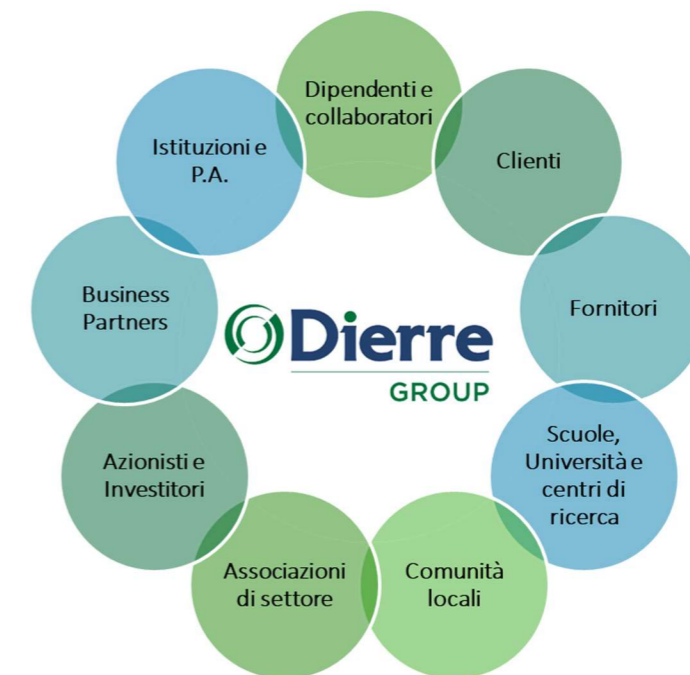 Dipendenti e
collaboratori
Clienti
Fornitori
Scuole,
Università e
centri di
ricerca
Comunità
locali
Associazioni
di settore
Azionisti e
Investitori
Business
Partners
Istituzioni e
P.A.
Dierre
GROUP